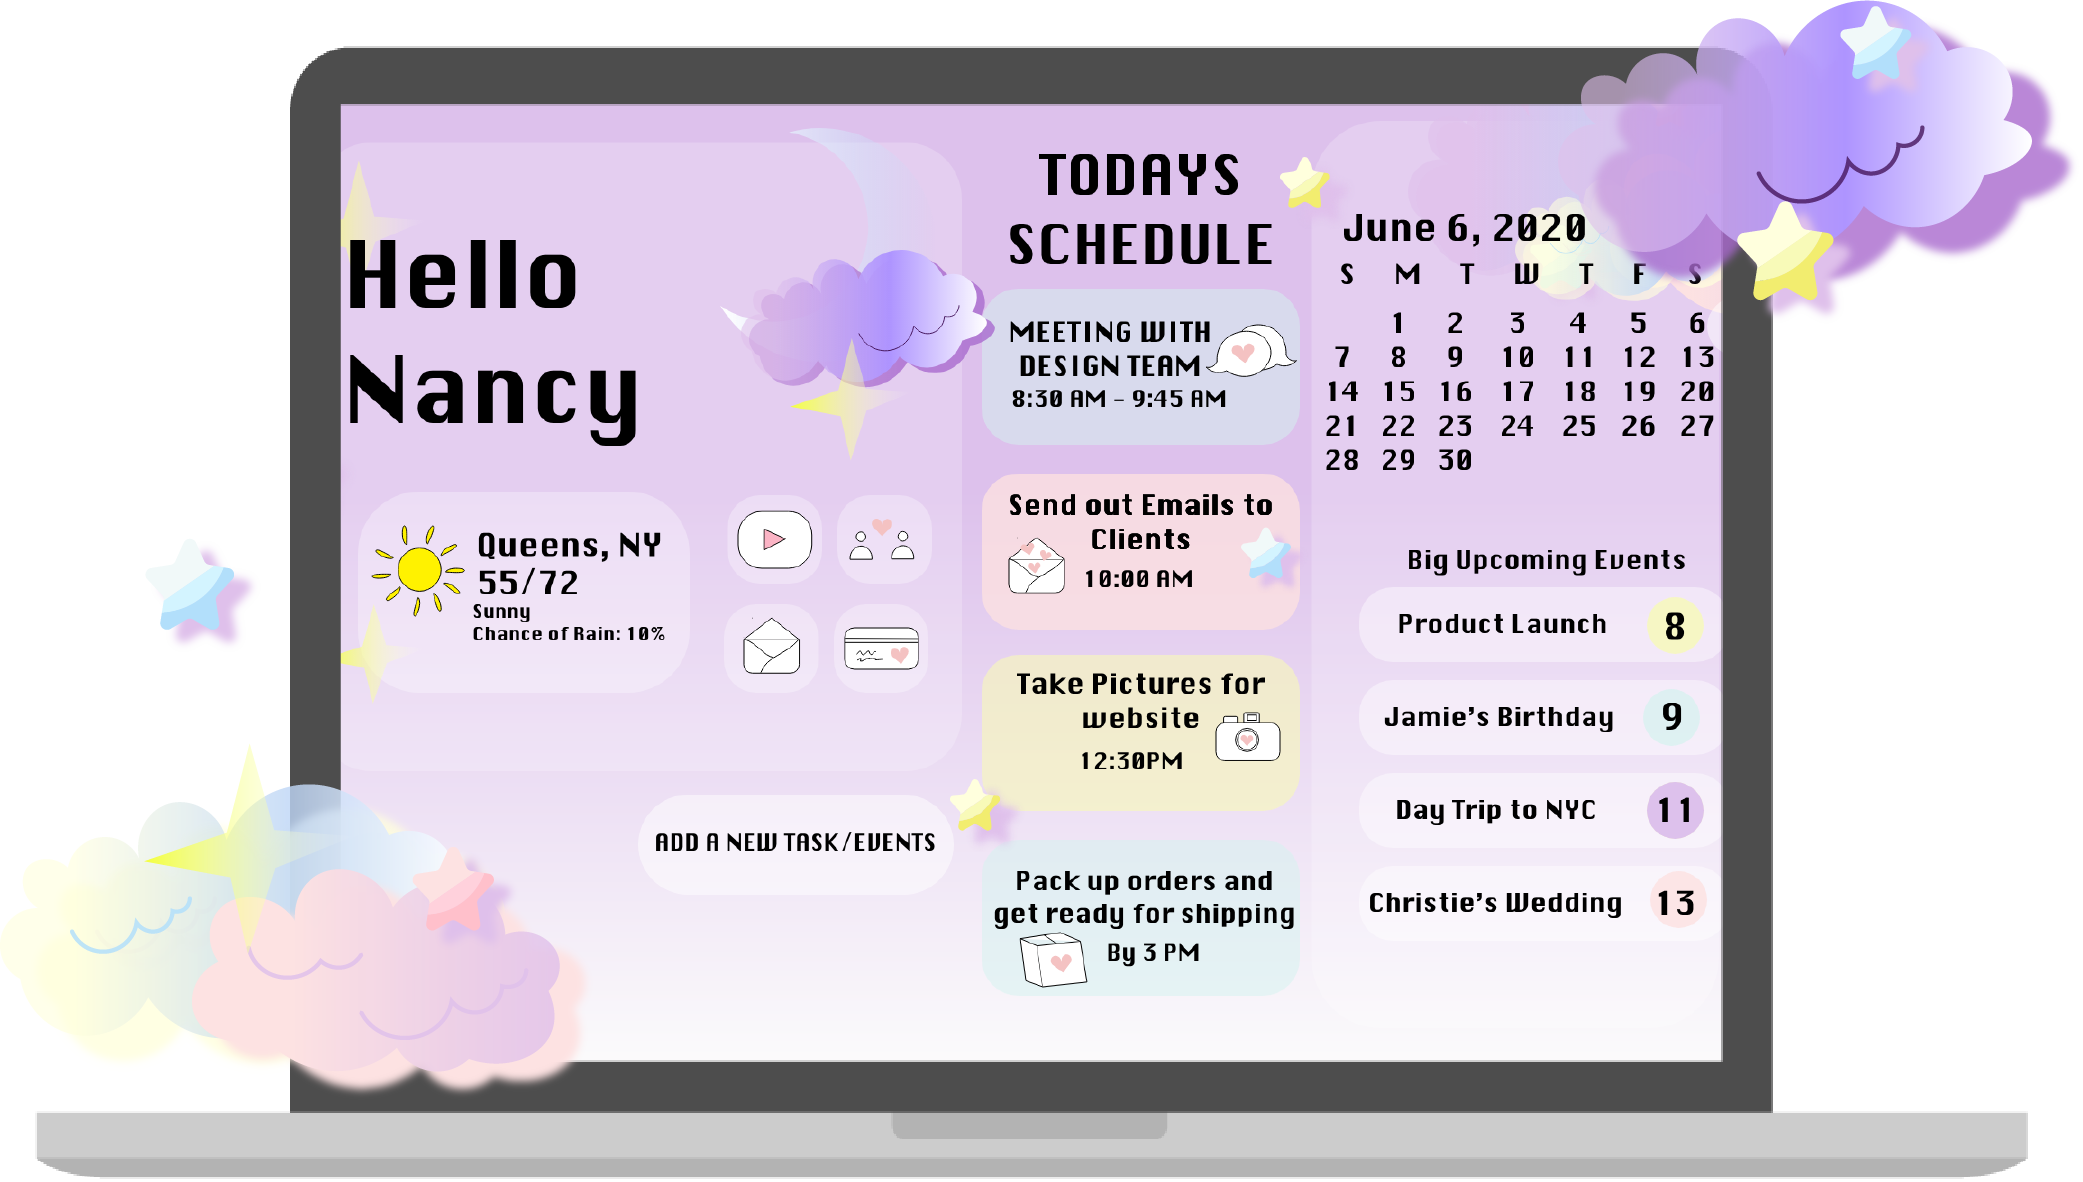 Hello
Nancy
Queens, NY
55/72
Sunny
Chance of Rain: 10%
ADD A NEW TASK/EVENTS
TODAYS
SCHEDULE
MEETING WITH
DESIGN TEAM
8:30 AM - 9:45 AM
Send out Emails to
Clients
10:00 AM
Take Pictures for
website
12:30PM
Pack up orders and
get ready for shipping
By 3 PM
June 6, 2020
S M T W T F S
1 2 3 4 5 6
7 8 9 10 11 12 13
14 15 16 17 18 19 20
21 22 23 24 25 26 27
28 29 30
Big Upcoming Events
Product Launch 8
Jamie's Birthday 9
Day Trip to NYC 11
Christie's Wedding 13